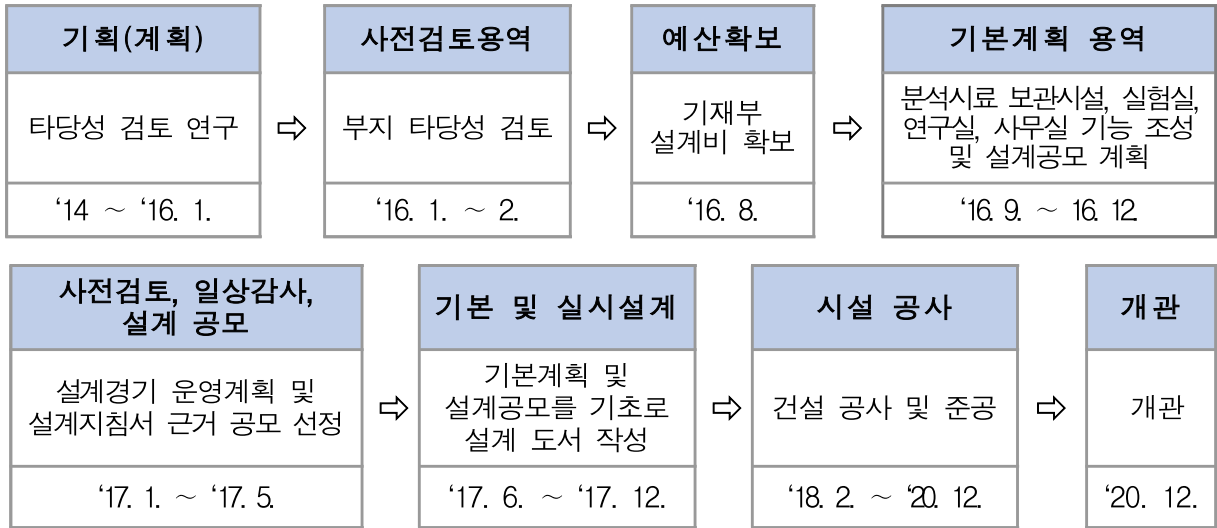 기획(계획)
타당성 검토 연구
‘14 ~ ‘16. 1.
사전검토용역
부지 타당성 검토
‘16. 1. ~ 2.
예산확보
기재부
설계비 확보
‘16. 8.
기본계획 용역
분석시료 보관시설, 실험실,
연구실, 사무실 기능 조성
및 설계공모 계획
‘16. 9. ~ 16. 12.
사전검토, 일상감사,
설계 공모
설계경기 운영계획 및
설계지침서 근거 공모 선정
‘17. 1. ~ ‘17. 5.
기본 및 실시설계
기본계획 및
설계공모를 기초로
설계 도서 작성
‘17. 6. ~ ‘17. 12.
시설 공사
건설 공사 및 준공
‘18. 2. ~ ‘20. 12.
개관
개관
‘20. 12.